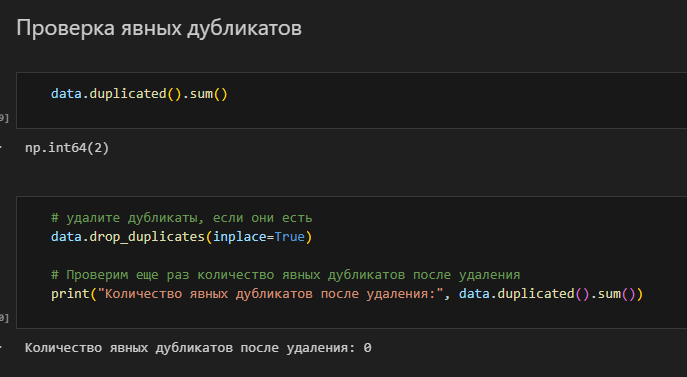 Проверка явных дубликатов
data.duplicated().sum()
9]
np.int64(2)
# удалите дубликаты, если они есть
data.drop_duplicates(inplace=True)
# Проверим еще раз количество явных дубликатов после удаления
print("Количество явных дубликатов после удаления:", data.duplicated().sum())
0]
Количество явных дубликатов после удаления: 0